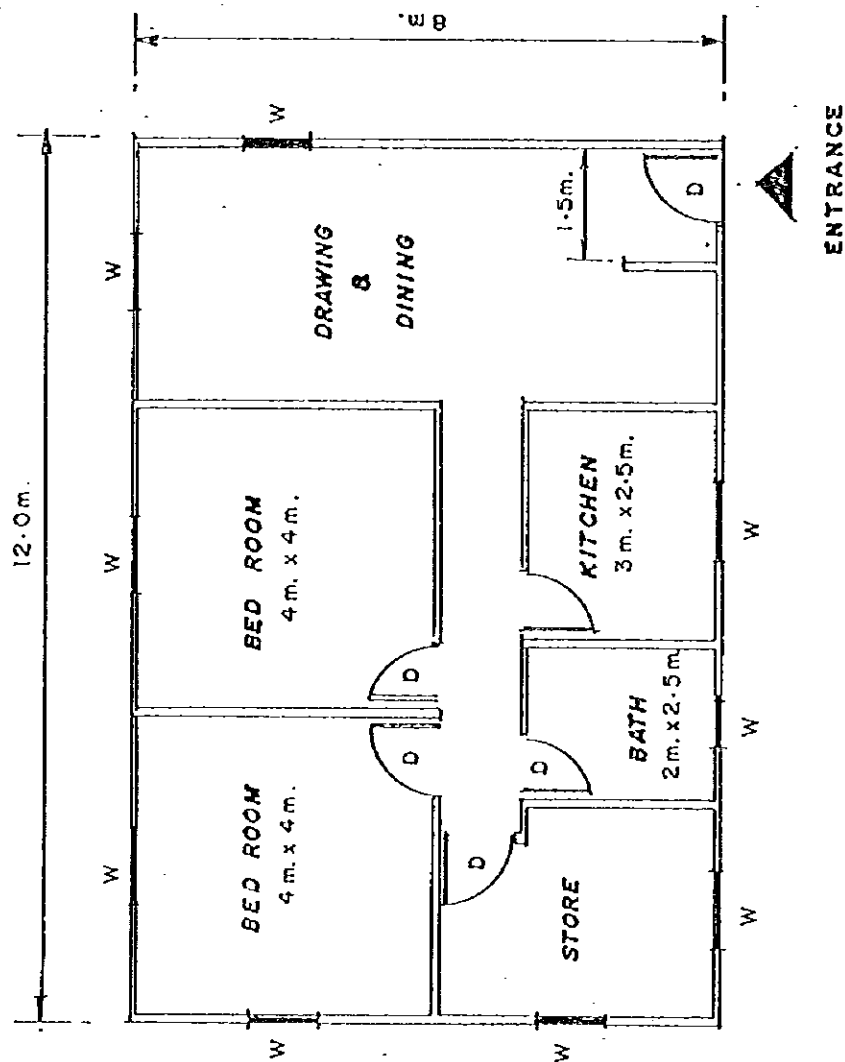 12·0m.
8 m.
W
W
W
W
BED ROOM
4 m. x 4 m.
BED ROOM
4 m. x 4 m.
DRAWING
&
DINING
W
D
D
1·5m.
D
ENTRANCE
D
D
STORE
BATH
2m. x 2·5m
KITCHEN
3 m. x 2·5 m.
D
W
W
W
W